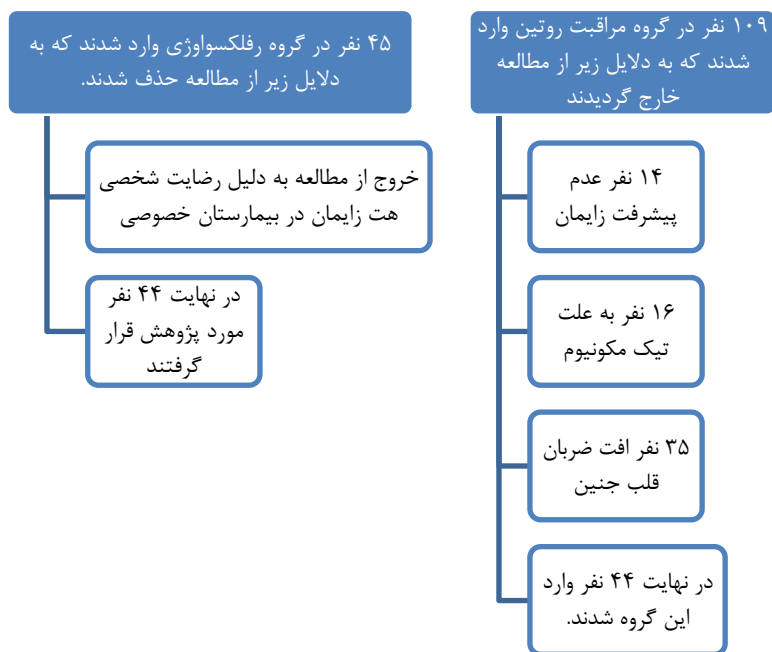 ۱۰۹ نفر در گروه مراقبت روتین وارد
شدند که به دلایل زیر از مطالعه
خارج گردیدند
۱۴ نفر عدم
پیشرفت زایمان
۱۶ نفر به علت
تیک مکونیوم
۳۵ نفر افت ضربان
قلب جنین
در نهایت ۴۴ نفر وارد
این گروه شدند.
۴۵ نفر در گروه رفلکسواوژی وارد شدند که به
دلایل زیر از مطالعه حذف شدند.
خروج از مطالعه به دلیل رضایت شخصی
هت زایمان در بیمارستان خصوصی
در نهایت ۴۴ نفر
مورد پژوهش قرار
گرفتند